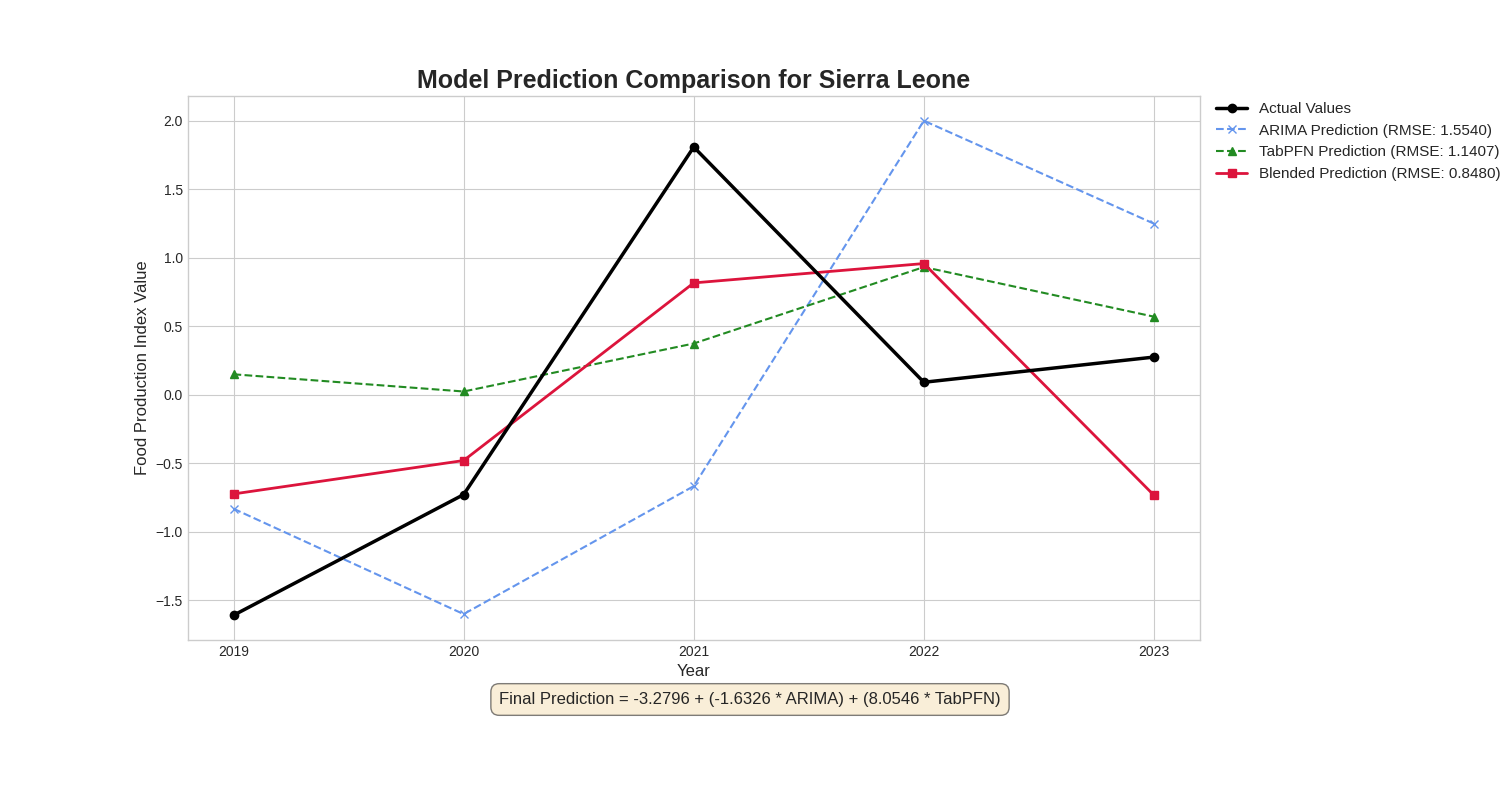 Model Prediction Comparison for Sierra Leone
Actual Values
ARIMA Prediction (RMSE: 1.5540)
TabPFN Prediction (RMSE: 1.1407)
Blended Prediction (RMSE: 0.8480)
Food Production Index Value
2.0
1.5
1.0
0.5
0.0
−0.5
−1.0
−1.5
2019 2020 2021 2022 2023
Year
Final Prediction = -3.2796 + (-1.6326 * ARIMA) + (8.0546 * TabPFN)